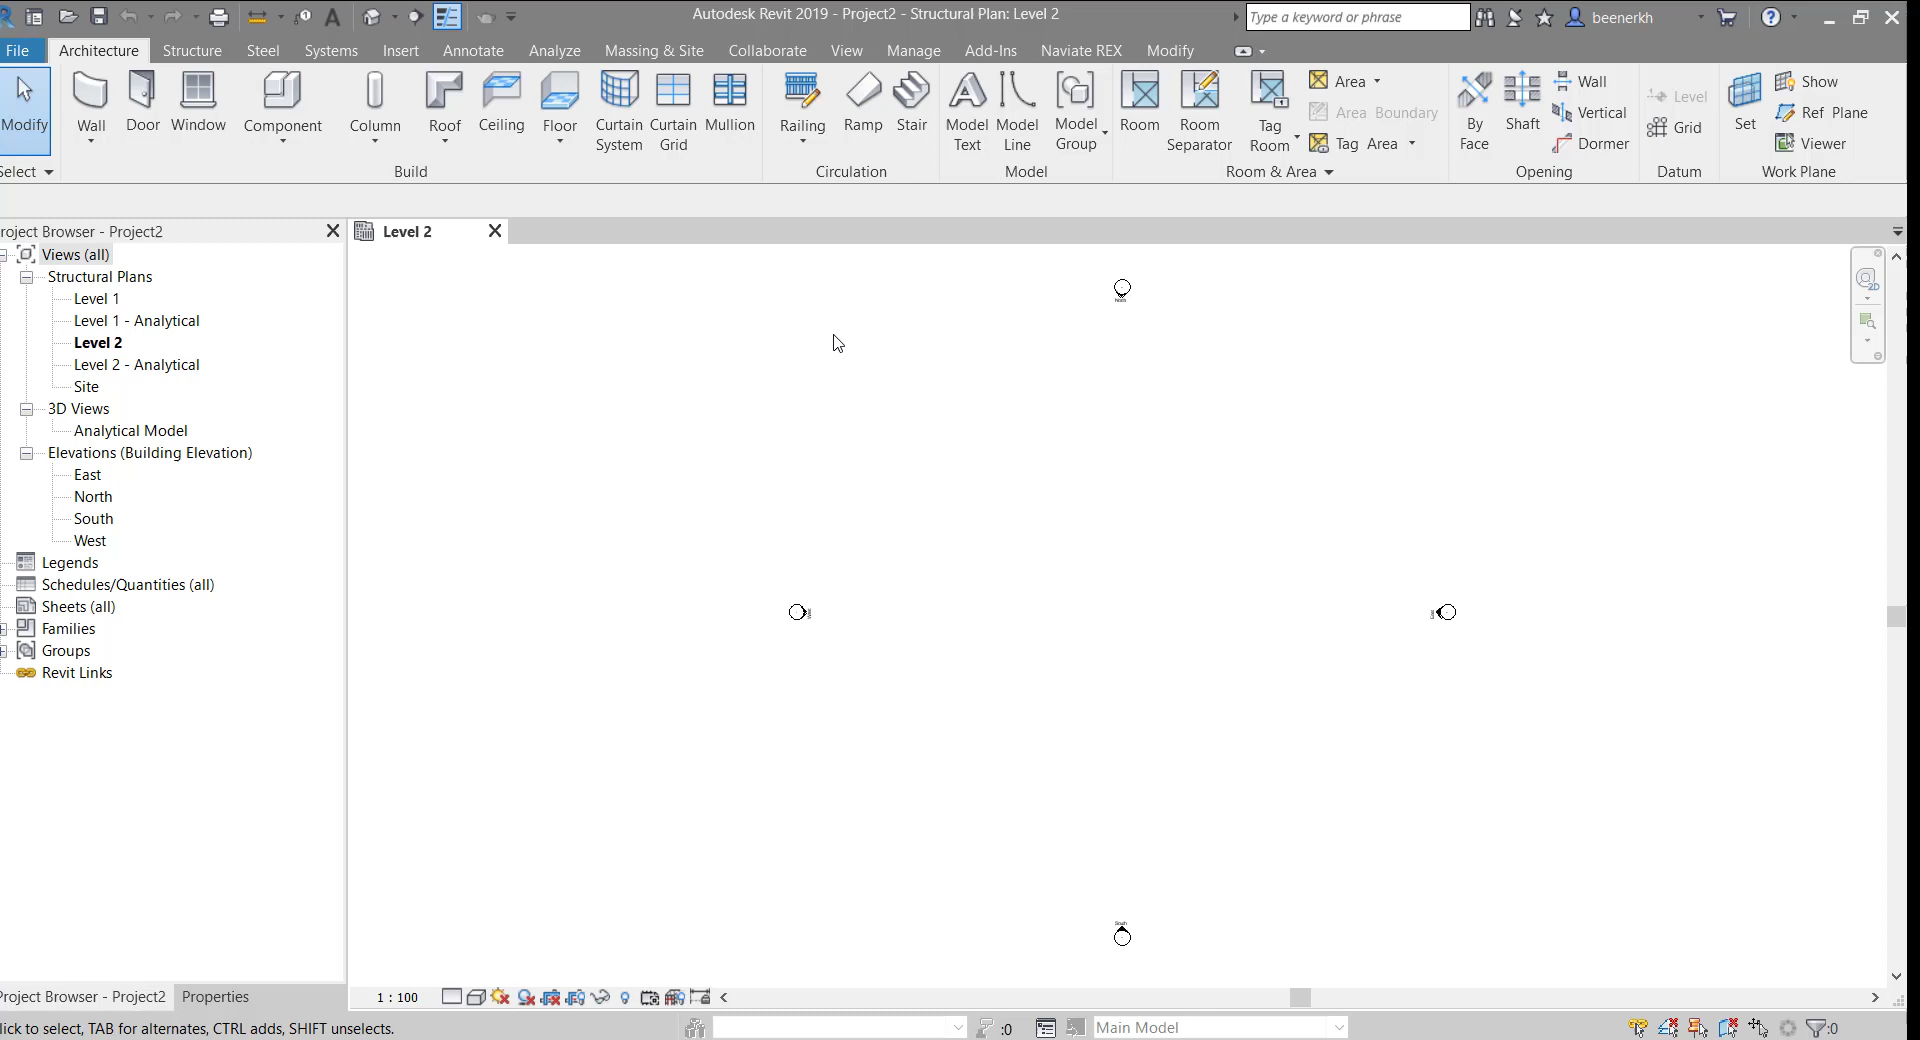 Autodesk Revit 2019 - Project2 - Structural Plan: Level 2
Type a keyword or phrase
beenerkh
File Architecture Structure Steel Systems Insert Annotate Analyze Massing & Site Collaborate View Manage Add-Ins Naviate REX Modify
Modify
Wall
Door
Window
Component
Column
Roof
Ceiling
Floor
Curtain System
Curtain Grid
Mullion
Railing
Ramp
Stair
Model Text
Model Line
Model Group
Room
Room Separator
Tag Room
Area
Area Boundary
Tag Area
By Face
Shaft
Wall
Vertical
Dormer
Level
Grid
Set
Show
Ref Plane
Viewer
Select Build Circulation Model Room & Area Opening Datum Work Plane
roject Browser - Project2
Level 2
Views (all)
Structural Plans
Level 1
Level 1 - Analytical
Level 2
Level 2 - Analytical
Site
3D Views
Analytical Model
Elevations (Building Elevation)
East
North
South
West
Legends
Schedules/Quantities (all)
Sheets (all)
Families
Groups
Revit Links
2D
South
Project Browser - Project2 Properties
1 : 100
lick to select, TAB for alternates, CTRL adds, SHIFT unselects.
:0
Main Model
:0